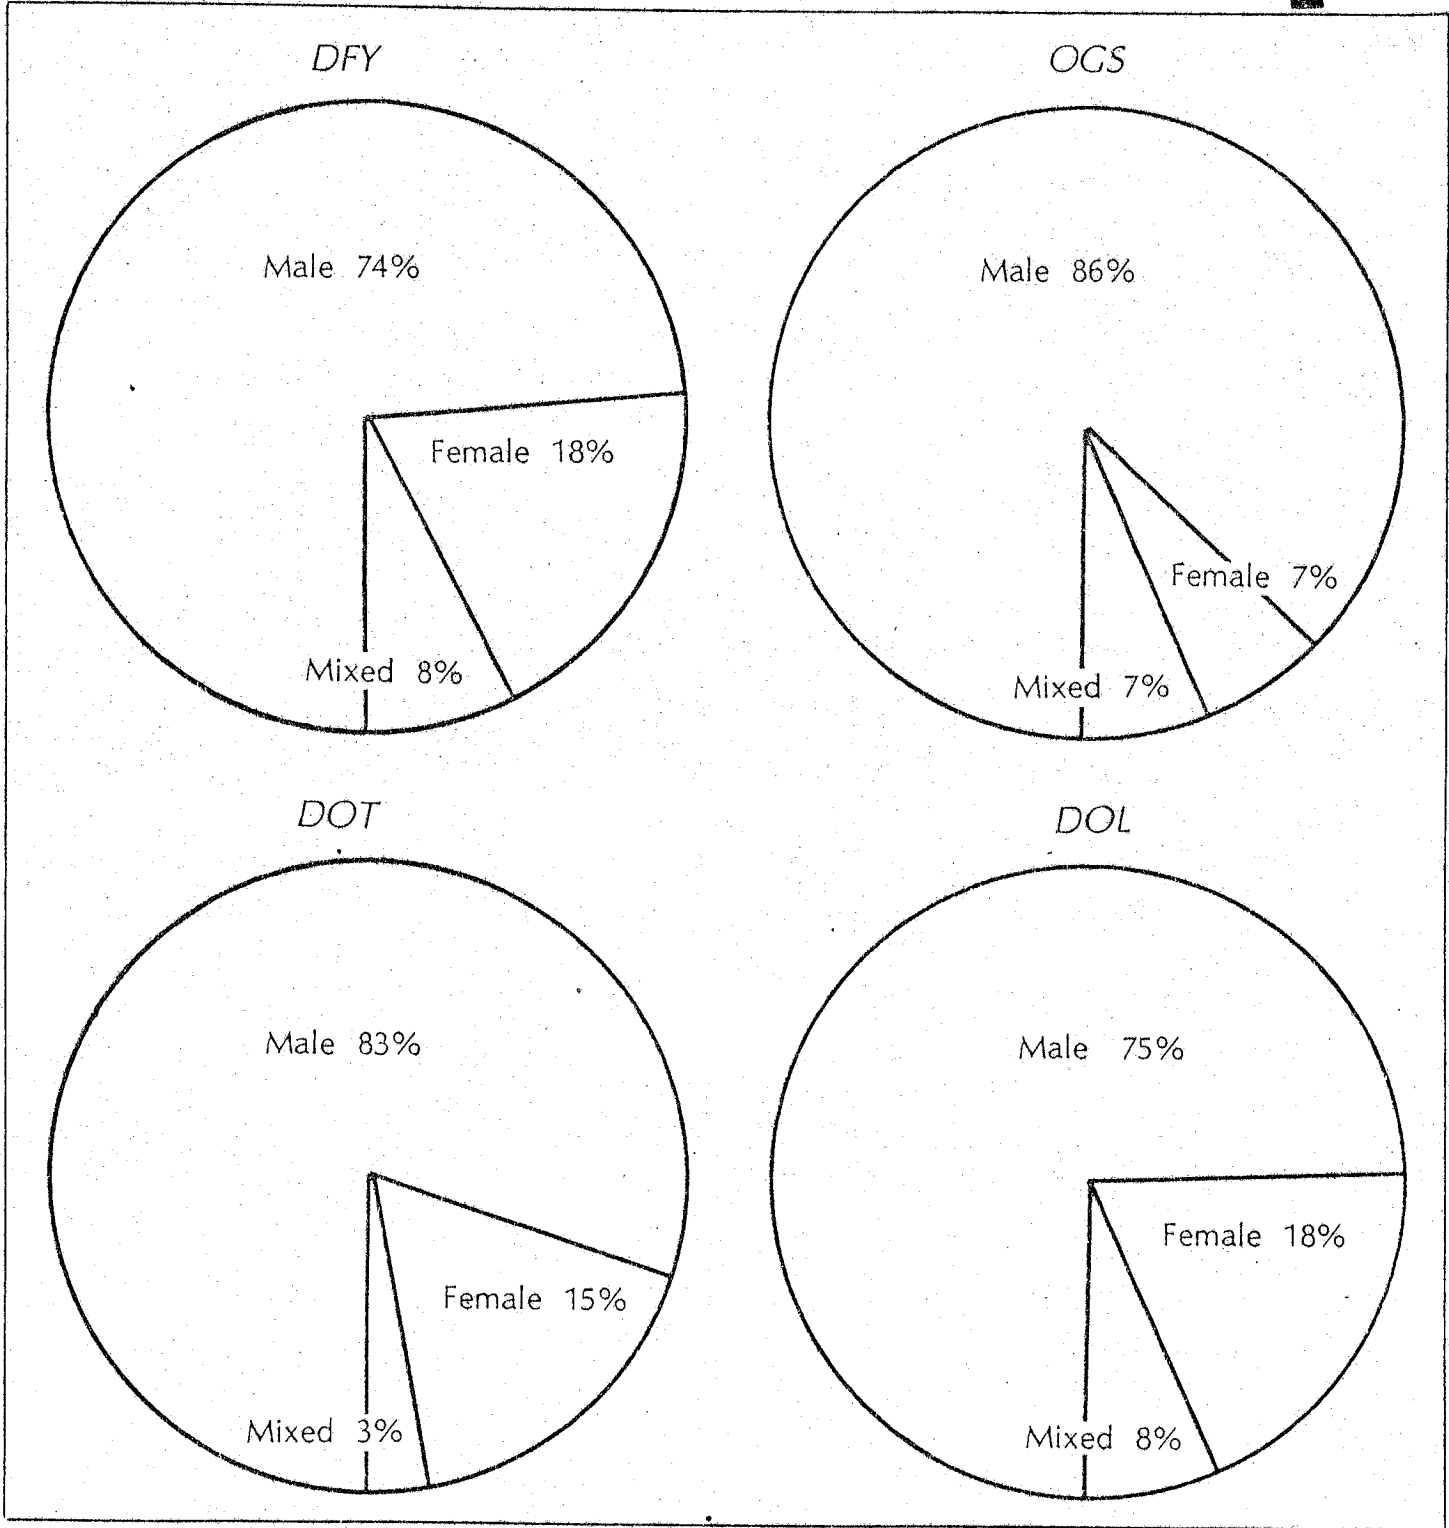 DFY
Male 74%
Female 18%
Mixed 8%
OGS
Male 86%
Female 7%
Mixed 7%
DOT
Male 83%
Female 15%
Mixed 3%
DOL
Male 75%
Female 18%
Mixed 8%